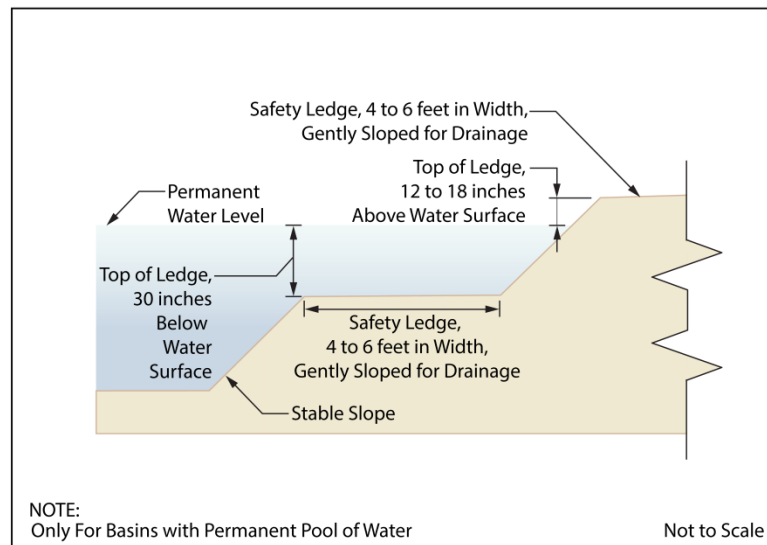 Safety Ledge, 4 to 6 feet in Width,
Gently Sloped for Drainage
Top of Ledge,
12 to 18 inches
Above Water Surface
Permanent
Water Level
Top of Ledge,
30 inches
Below
Water
Surface
Safety Ledge,
4 to 6 feet in Width,
Gently Sloped for Drainage
Stable Slope
NOTE:
Only For Basins with Permanent Pool of Water
Not to Scale